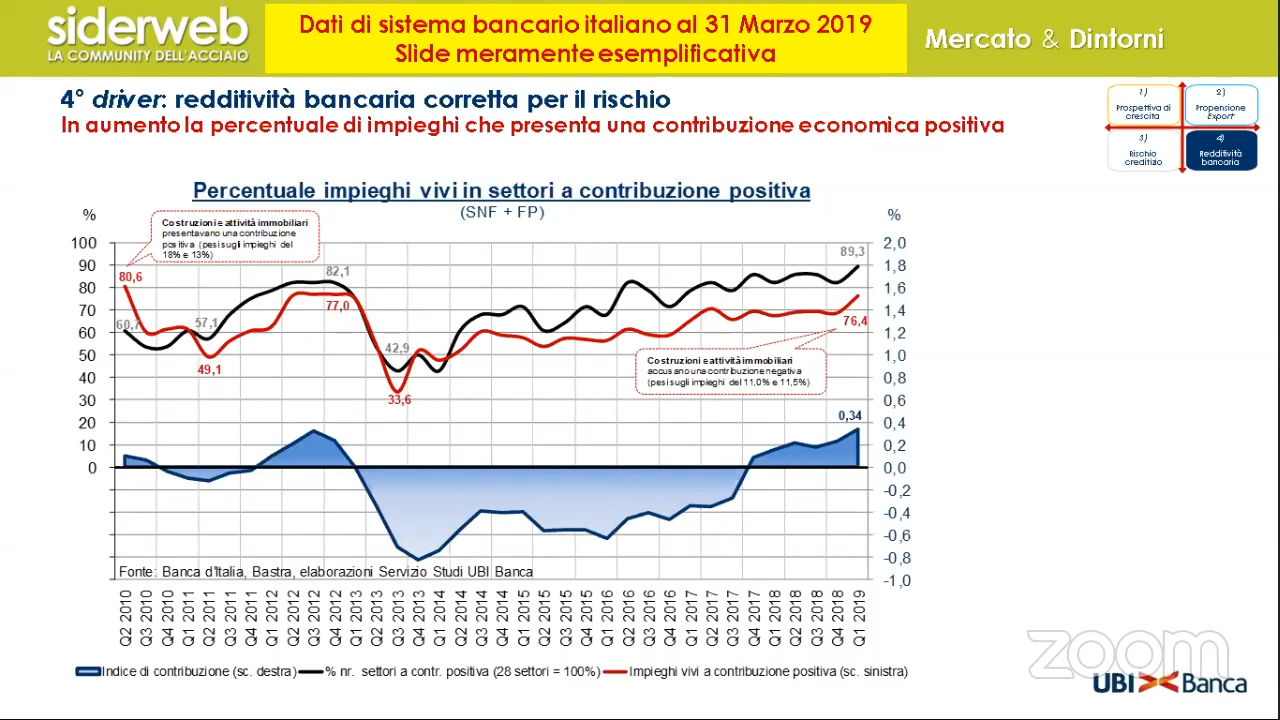 siderweb
LA COMMUNITY DELL'ACCIAIO
Dati di sistema bancario italiano al 31 Marzo 2019
Slide meramente esemplificativa
Mercato & Dintorni
4° driver: redditività bancaria corretta per il rischio
In aumento la percentuale di impieghi che presenta una contribuzione economica positiva
1)
Prospettiva di
crescita
2)
Propensione
Export
3)
Rischio
creditizio
4)
Redditività
bancaria
Percentuale impieghi vivi in settori a contribuzione positiva
(SNF + FP)
%
%
Costruzioni e attività immobiliari
presentavano una contribuzione
positiva (pesi sugli impieghi del
18% e 13%)
100
90
80
70
60
50
40
30
20
10
0
2,0
1,8
1,6
1,4
1,2
1,0
0,8
0,6
0,4
0,2
0,0
-0,2
-0,4
-0,6
-0,8
-1,0
80,6
60,7
57,1
49,1
82,1
77,0
42,9
33,6
89,3
76,4
0,34
Costruzioni e attività immobiliari
accusano una contribuzione negativa
(pesi sugli impieghi del 11,0% e 11,5%)
Fonte: Banca d'Italia, Bastra, elaborazioni Servizio Studi UBI Banca
Q2 2010
Q3 2010
Q4 2010
Q1 2011
Q2 2011
Q3 2011
Q4 2011
Q1 2012
Q2 2012
Q3 2012
Q4 2012
Q1 2013
Q2 2013
Q3 2013
Q4 2013
Q1 2014
Q2 2014
Q3 2014
Q4 2014
Q1 2015
Q2 2015
Q3 2015
Q4 2015
Q1 2016
Q2 2016
Q3 2016
Q4 2016
Q1 2017
Q2 2017
Q3 2017
Q4 2017
Q1 2018
Q2 2018
Q3 2018
Q4 2018
Q1 2019
Indice di contribuzione (sc. destra)
% nr. settori a contr. positiva (28 settori = 100%)
Impieghi vivi a contribuzione positiva (sc. sinistra)
zoom
UBI Banca